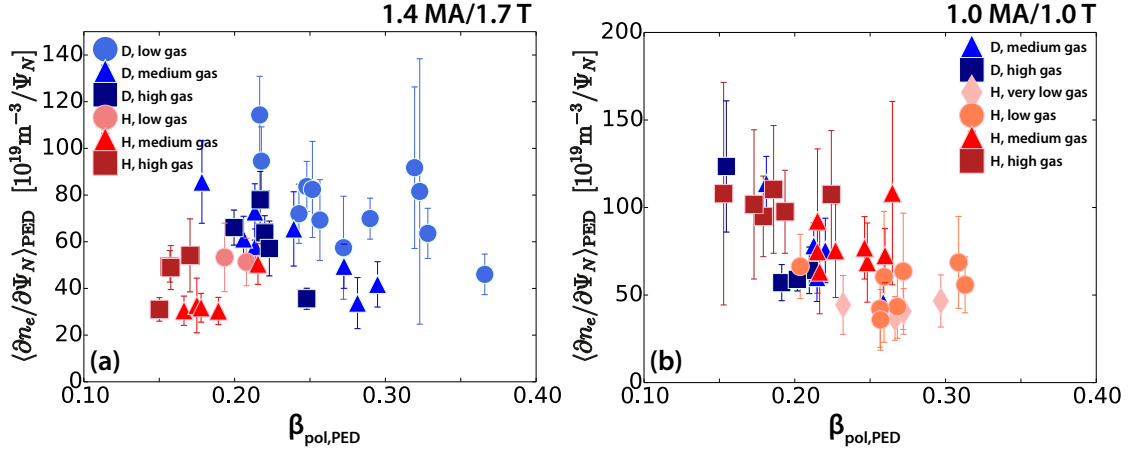 1.4 MA/1.7 T
⟨∂nₑ/∂Ψ_N⟩_PED [10¹⁹m⁻³/Ψ_N]
140
120
100
80
60
40
20
0
D, low gas
D, medium gas
D, high gas
H, low gas
H, medium gas
H, high gas
(a)
0.10
0.20
0.30
0.40
β_pol,PED
1.0 MA/1.0 T
⟨∂nₑ/∂Ψ_N⟩_PED [10¹⁹m⁻³/Ψ_N]
200
150
100
50
0
D, medium gas
D, high gas
H, very low gas
H, low gas
H, medium gas
H, high gas
(b)
0.10
0.20
0.30
0.40
β_pol,PED